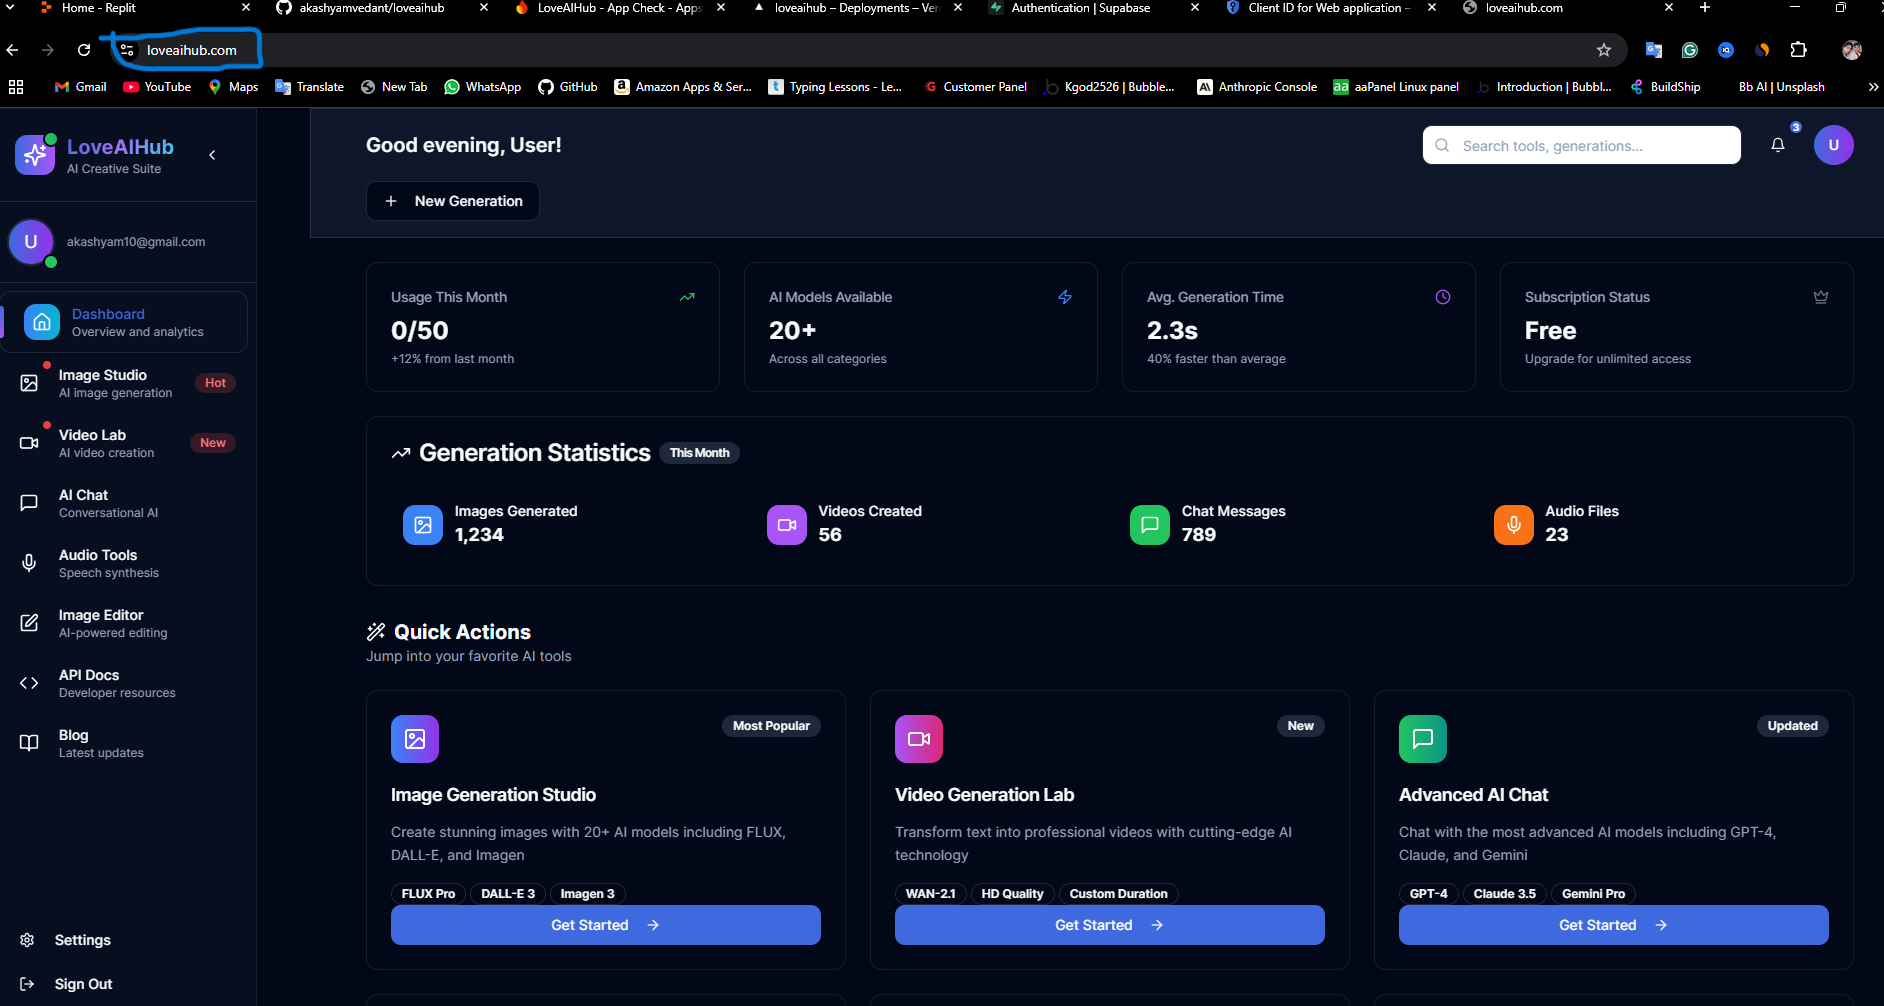 Home - Replit
akashyamvedant/loveaihub
LoveAIHub - App Check - Apps
loveaihub – Deployments – Ver
Authentication | Supabase
Client ID for Web application –
loveaihub.com
loveaihub.com
Gmail
YouTube
Maps
Translate
New Tab
WhatsApp
GitHub
Amazon Apps & Ser...
Typing Lessons - Le...
Customer Panel
Kgod2526 | Bubble...
Anthropic Console
aaPanel Linux panel
Introduction | Bubbl...
BuildShip
Bb AI | Unsplash
LoveAIHub
AI Creative Suite
U
akashyam10@gmail.com
Dashboard
Overview and analytics
Image Studio
AI image generation
Hot
Video Lab
AI video creation
New
AI Chat
Conversational AI
Audio Tools
Speech synthesis
Image Editor
AI-powered editing
API Docs
Developer resources
Blog
Latest updates
Settings
Sign Out
Good evening, User!
Search tools, generations...
3
U
New Generation
Usage This Month
0/50
+12% from last month
AI Models Available
20+
Across all categories
Avg. Generation Time
2.3s
40% faster than average
Subscription Status
Free
Upgrade for unlimited access
Generation Statistics
This Month
Images Generated
1,234
Videos Created
56
Chat Messages
789
Audio Files
23
Quick Actions
Jump into your favorite AI tools
Most Popular
Image Generation Studio
Create stunning images with 20+ AI models including FLUX,
DALL-E, and Imagen
FLUX Pro
DALL-E 3
Imagen 3
Get Started
New
Video Generation Lab
Transform text into professional videos with cutting-edge AI
technology
WAN-2.1
HD Quality
Custom Duration
Get Started
Updated
Advanced AI Chat
Chat with the most advanced AI models including GPT-4,
Claude, and Gemini
GPT-4
Claude 3.5
Gemini Pro
Get Started